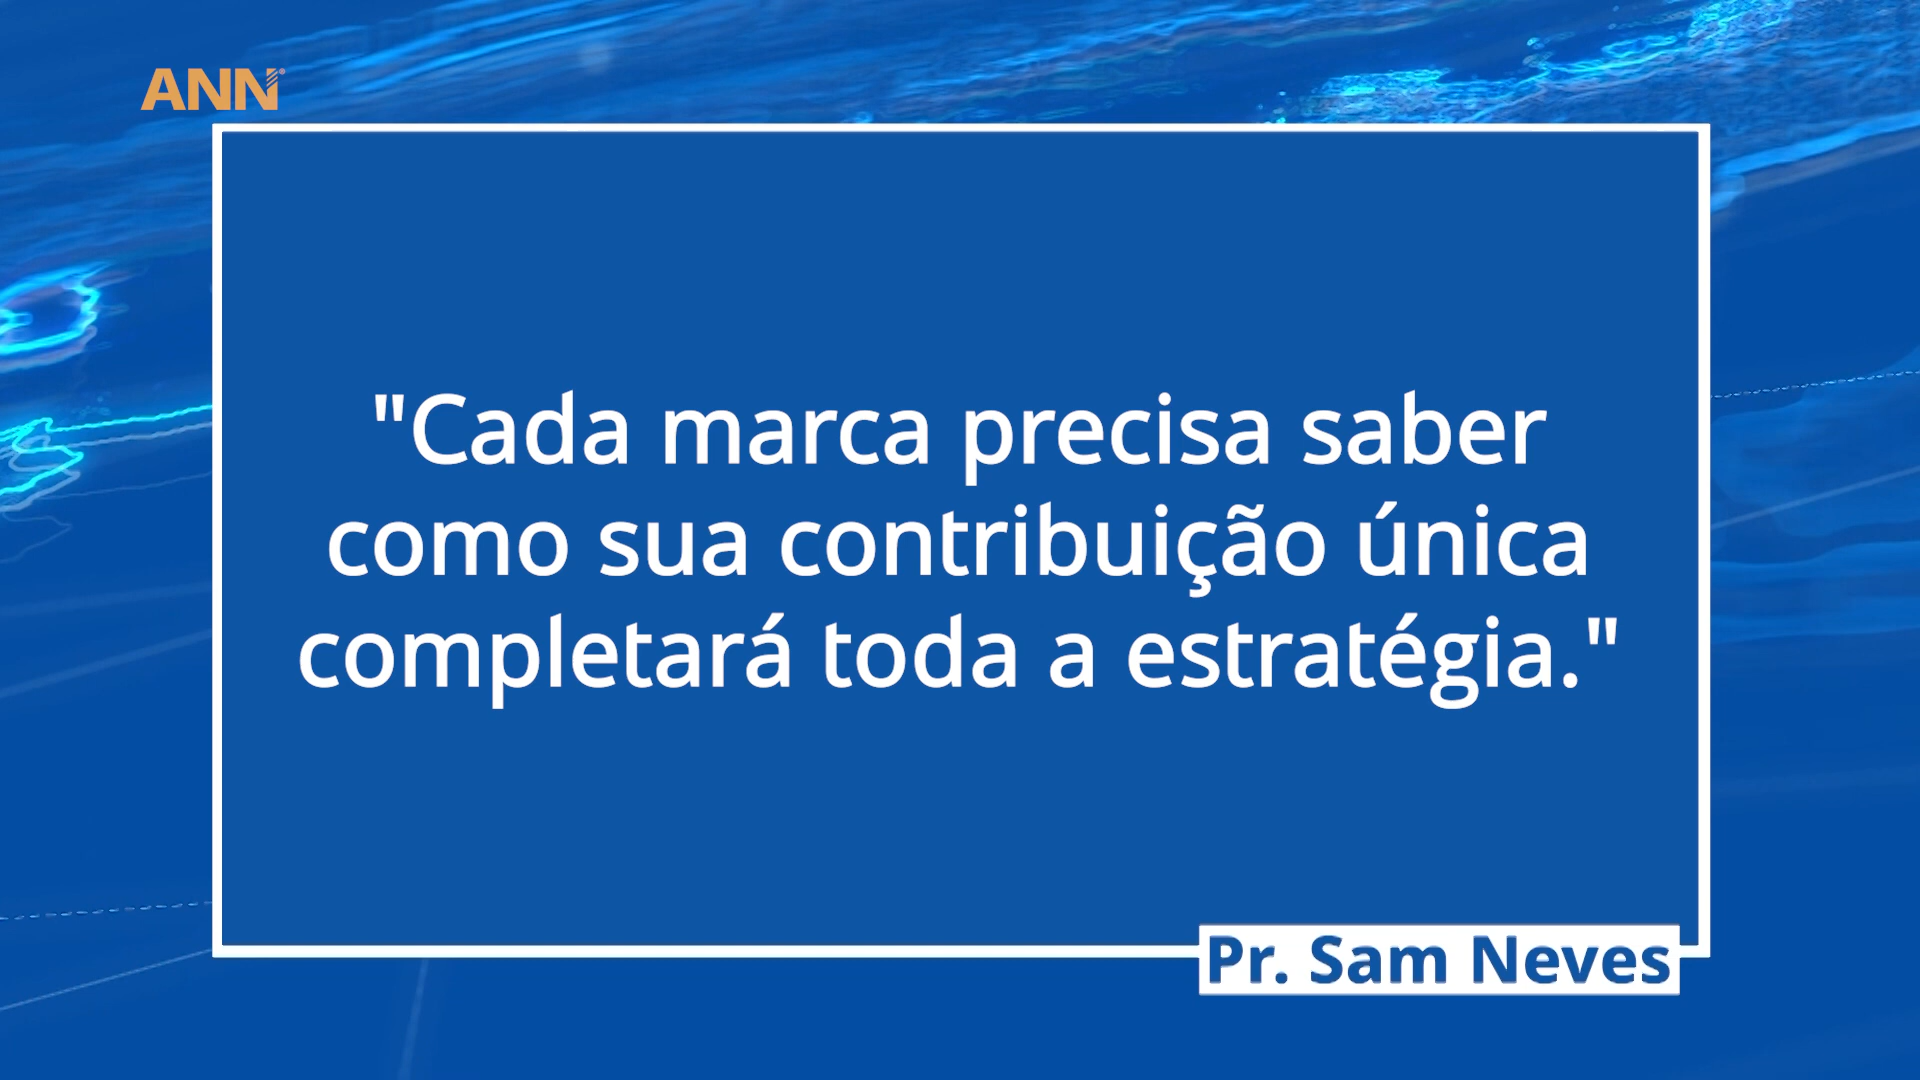 ANN
"Cada marca precisa saber
como sua contribuição única
completará toda a estratégia."
Pr. Sam Neves